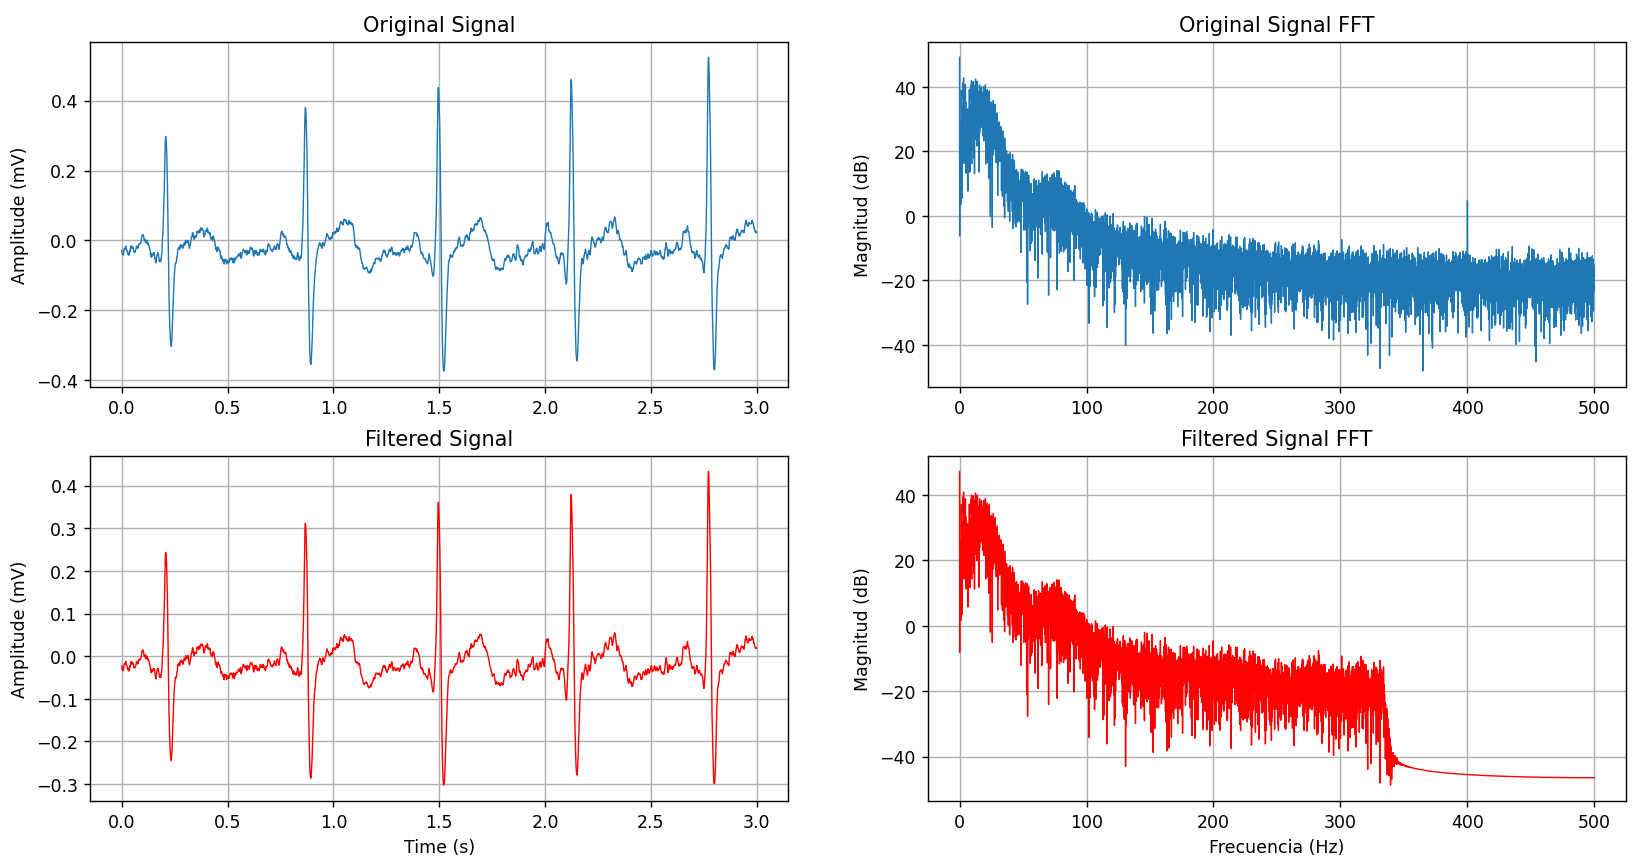 Original Signal
Amplitude (mV)
0.4
0.2
0.0
−0.2
−0.4
0.0 0.5 1.0 1.5 2.0 2.5 3.0
Original Signal FFT
Magnitud (dB)
40
20
0
−20
−40
0 100 200 300 400 500
Filtered Signal
Amplitude (mV)
0.4
0.3
0.2
0.1
0.0
−0.1
−0.2
−0.3
0.0 0.5 1.0 1.5 2.0 2.5 3.0
Time (s)
Filtered Signal FFT
Magnitud (dB)
40
20
0
−20
−40
0 100 200 300 400 500
Frecuencia (Hz)